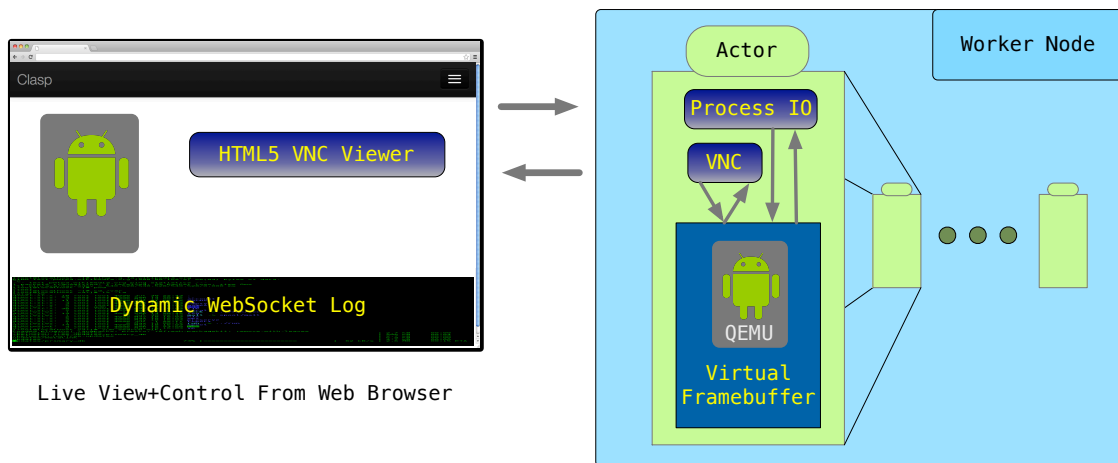 Clasp
HTML5 VNC Viewer
Dynamic WebSocket Log
Live View+Control From Web Browser
Worker Node
Actor
Process IO
VNC
QEMU
Virtual
Framebuffer